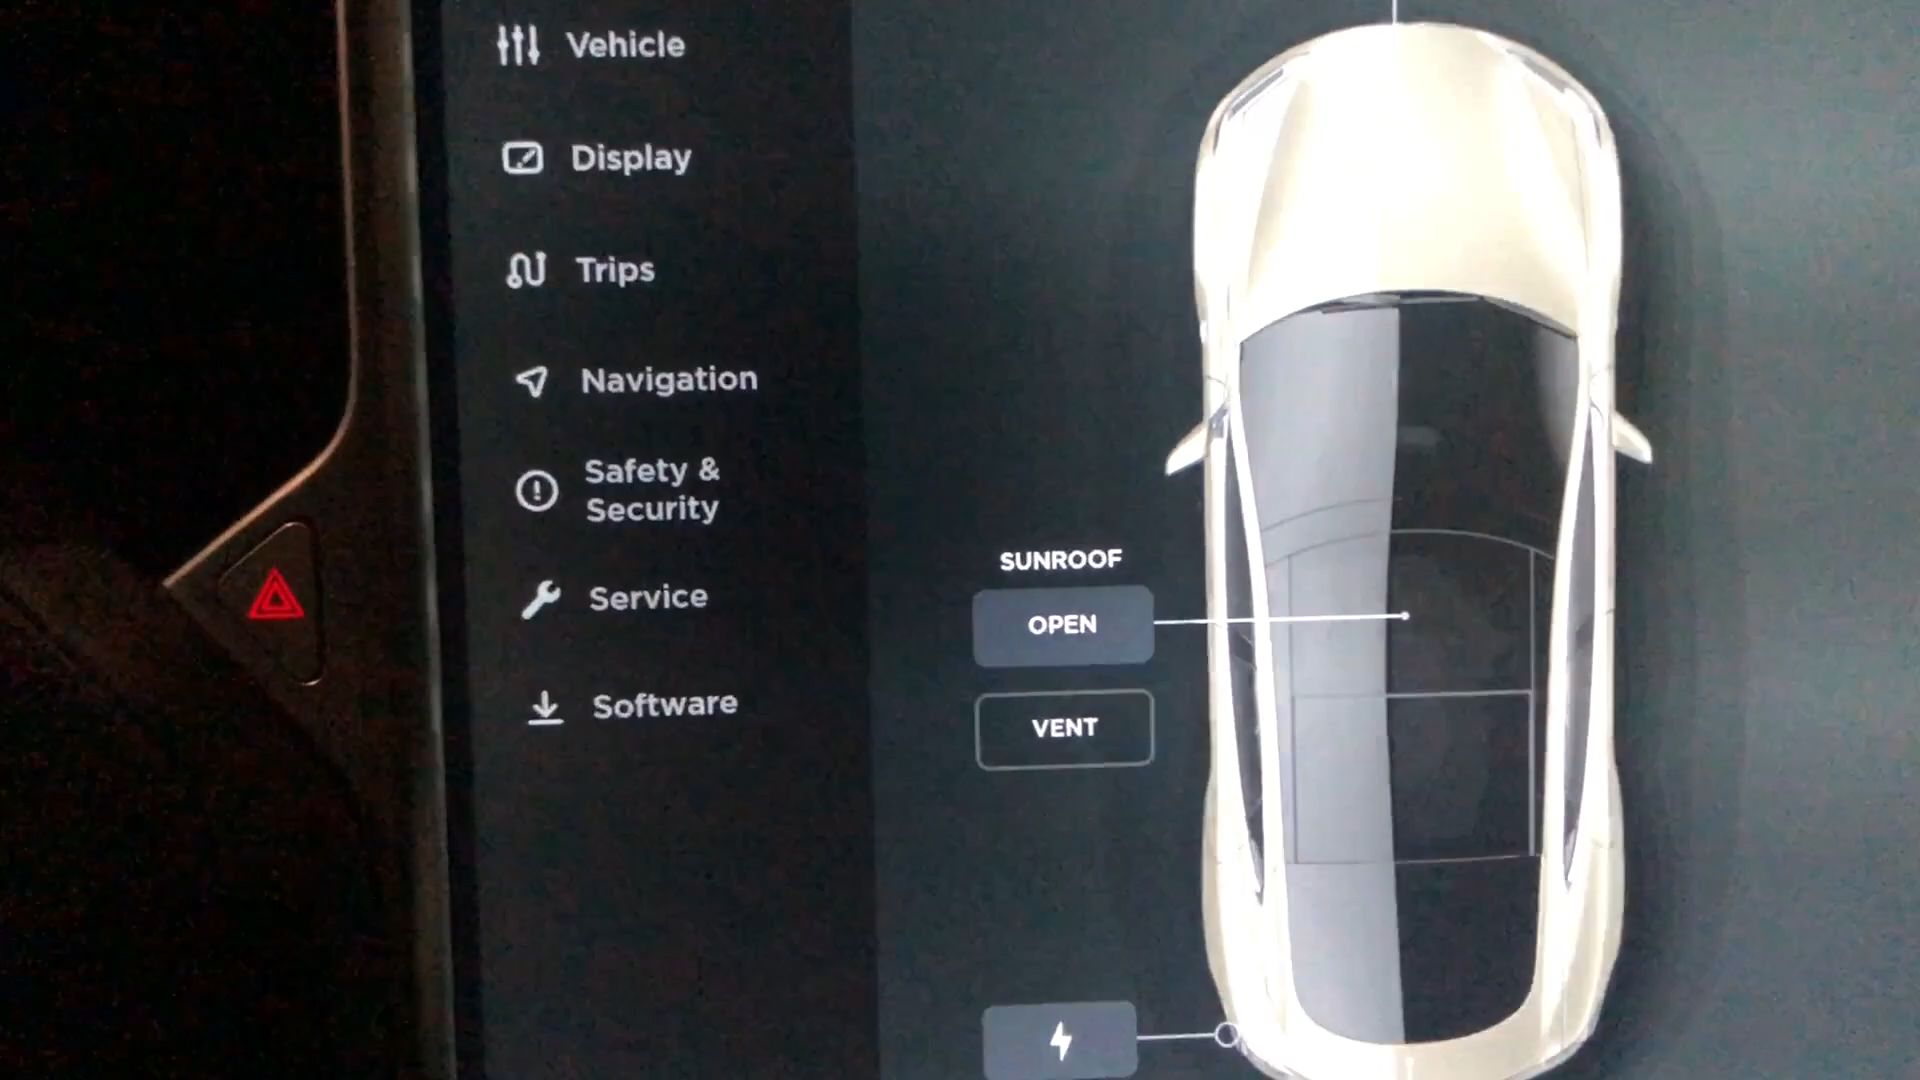 Vehicle
Display
Trips
Navigation
Safety &
Security
Service
Software
SUNROOF
OPEN
VENT